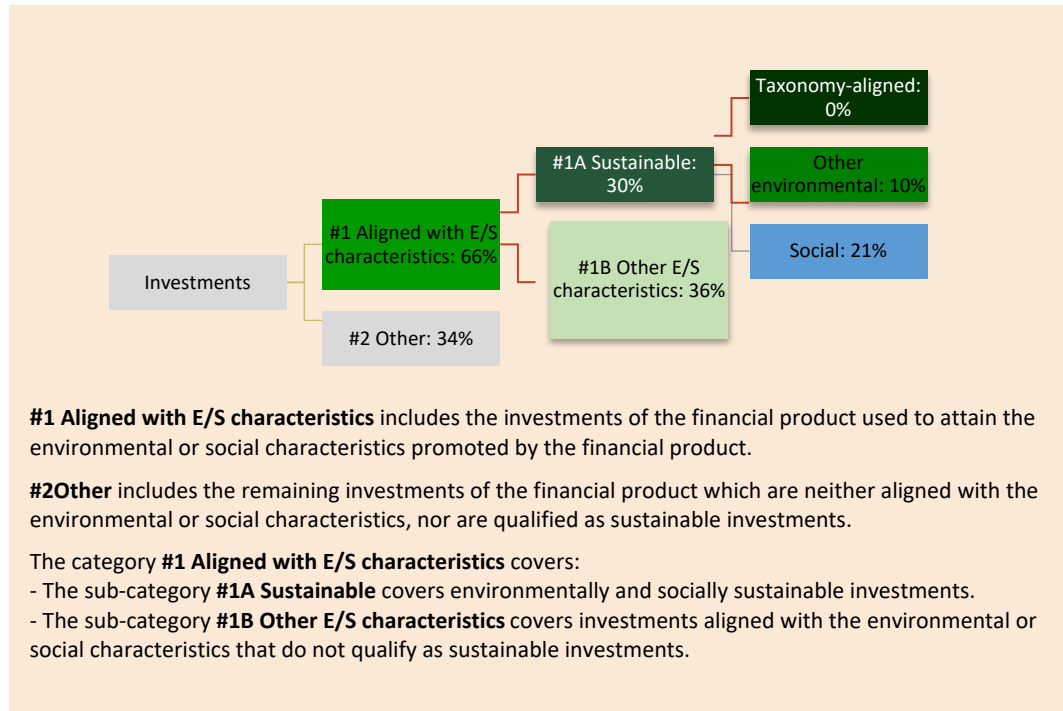 Taxonomy-aligned:
0%
#1A Sustainable:
30%
Other
environmental: 10%
#1 Aligned with E/S
characteristics: 66%
Social: 21%
#1B Other E/S
characteristics: 36%
Investments
#2 Other: 34%
#1 Aligned with E/S characteristics includes the investments of the financial product used to attain the
environmental or social characteristics promoted by the financial product.
#2Other includes the remaining investments of the financial product which are neither aligned with the
environmental or social characteristics, nor are qualified as sustainable investments.
The category #1 Aligned with E/S characteristics covers:
- The sub-category #1A Sustainable covers environmentally and socially sustainable investments.
- The sub-category #1B Other E/S characteristics covers investments aligned with the environmental or
social characteristics that do not qualify as sustainable investments.